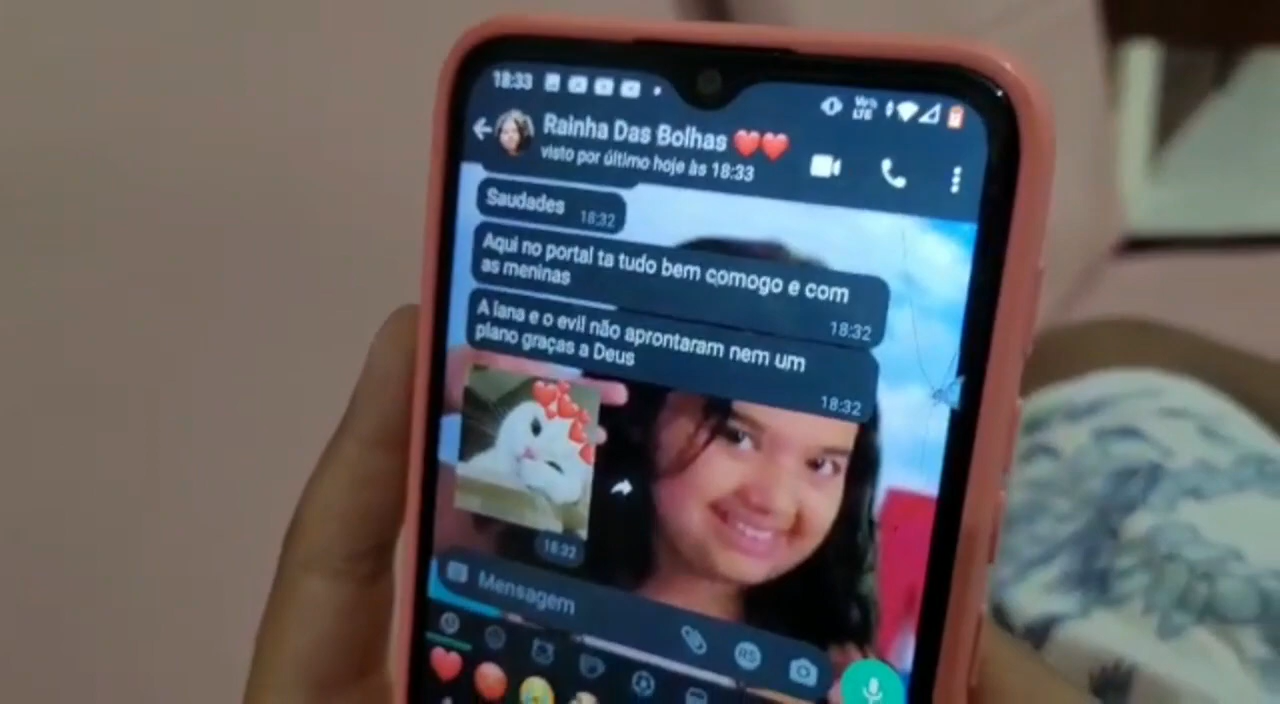 18:33
Vo))
LTE
Rainha Das Bolhas ❤️❤️
visto por último hoje às 18:33
Saudades
18:32
Aqui no portal ta tudo bem comogo e com
as meninas
18:32
A lana e o evil não aprontaram nem um
plano graças a Deus
18:32
18:32
Mensagem
R$